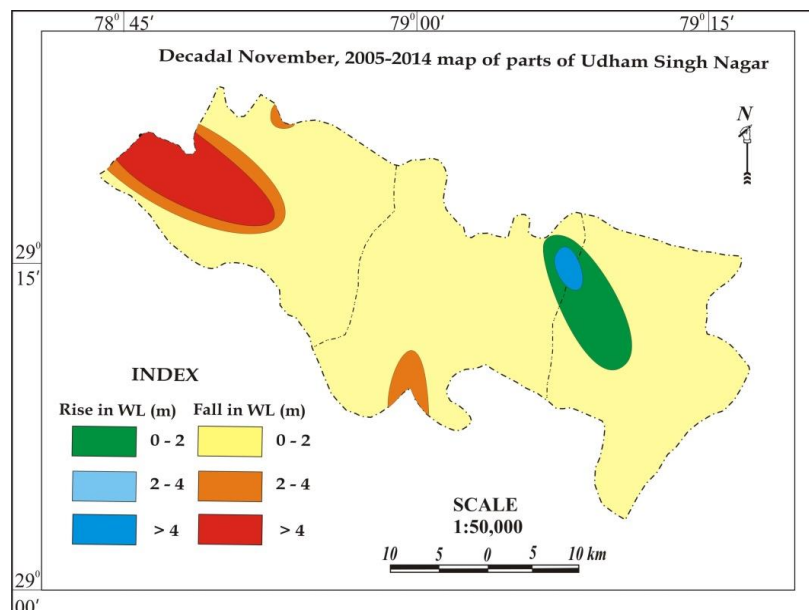 78° 45′ 79° 00′ 79° 15′
Decadal November, 2005-2014 map of parts of Udham Singh Nagar
N
29°
15′
INDEX
Rise in WL (m) Fall in WL (m)
0 - 2 0 - 2
2 - 4 2 - 4
> 4 > 4
SCALE
1:50,000
10 5 0 5 10 km
29°
00′